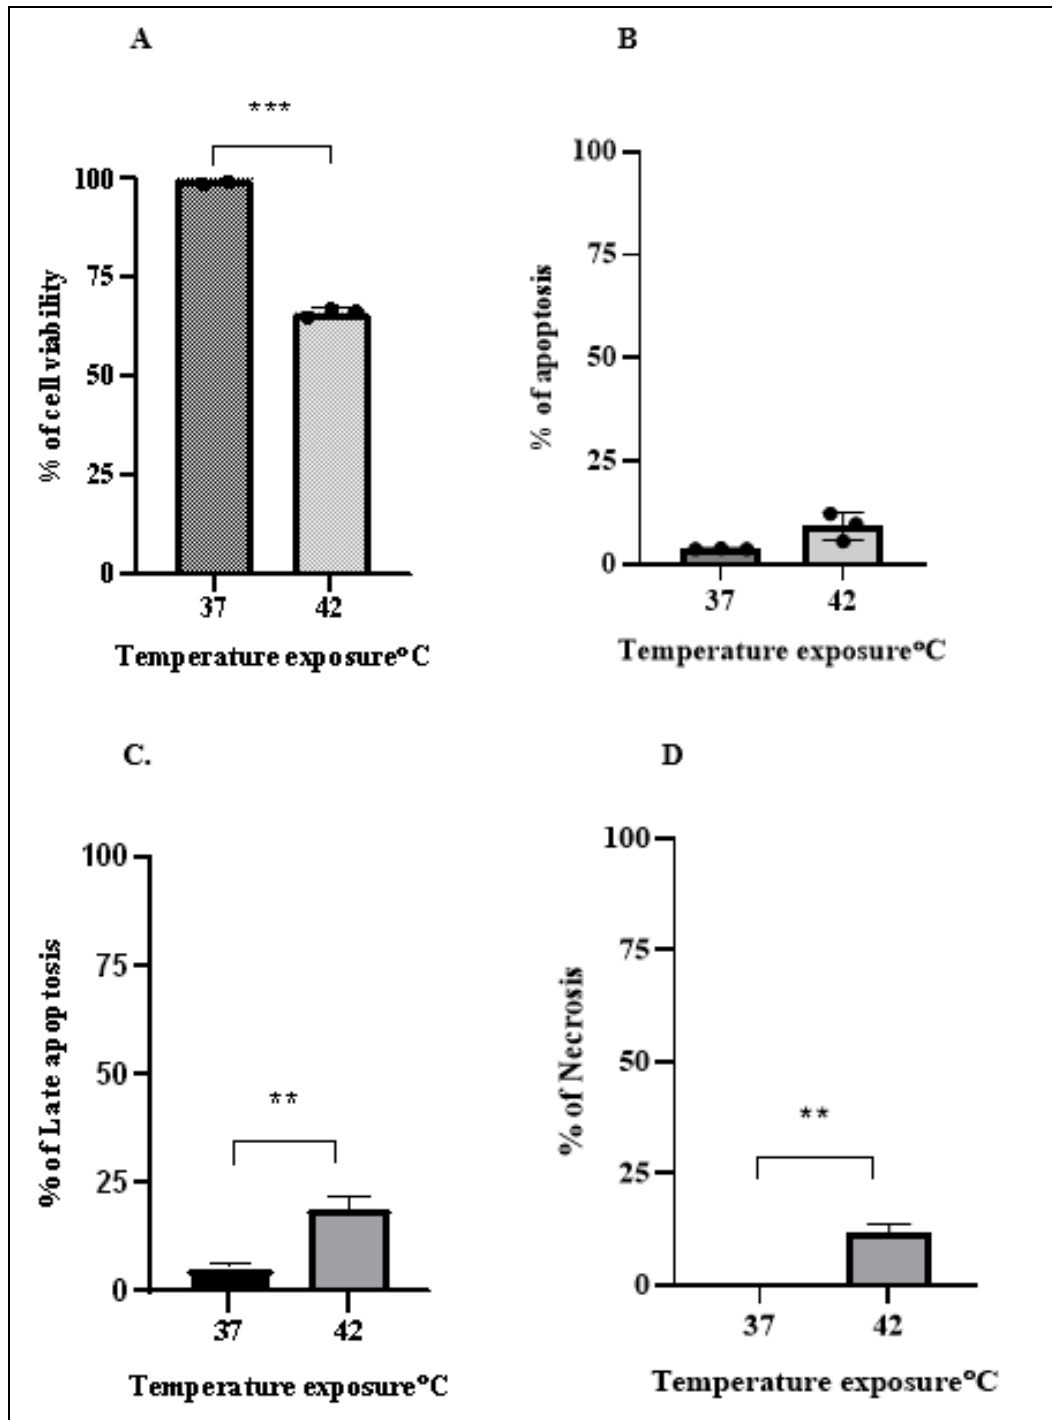 A
***
100
75
50
25
0
% of cell viability
37 42
Temperature exposure°C
B
100
75
50
25
0
% of apoptosis
37 42
Temperature exposure°C
C.
100
75
50
25
0
% of Late apoptosis
**
37 42
Temperature exposure°C
D
100
75
50
25
0
% of Necrosis
**
37 42
Temperature exposure°C